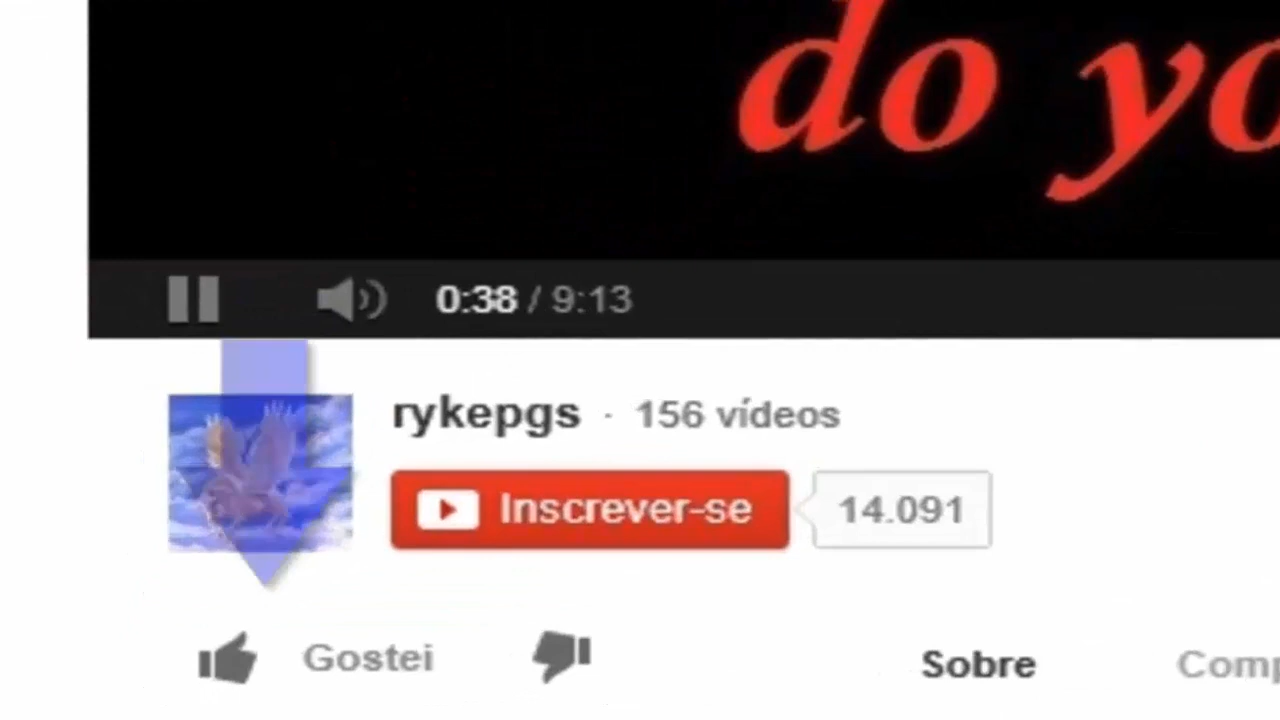 do yo
0:38 / 9:13
rykepgs · 156 vídeos
Inscrever-se 14.091
Gostei Sobre Comp